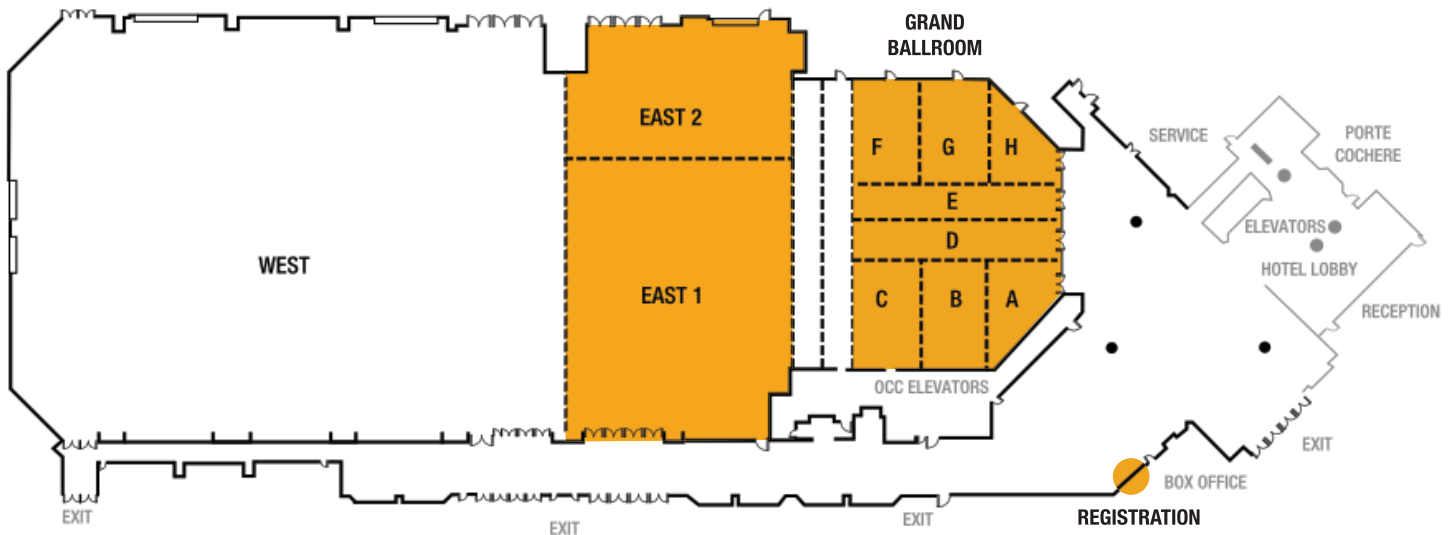 GRAND
BALLROOM
EAST 2
SERVICE
PORTE
COCHERE
F
G
H
E
ELEVATORS
D
WEST
HOTEL LOBBY
EAST 1
C
B
A
RECEPTION
OCC ELEVATORS
EXIT
BOX OFFICE
REGISTRATION
EXIT
EXIT
EXIT